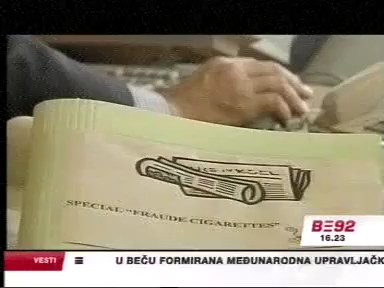 SPECIAL "FRAUDE CIGARETTES"
B92
16.23
VESTI
U BEČU FORMIRANA MEĐUNARODNA UPRAVLJAČK